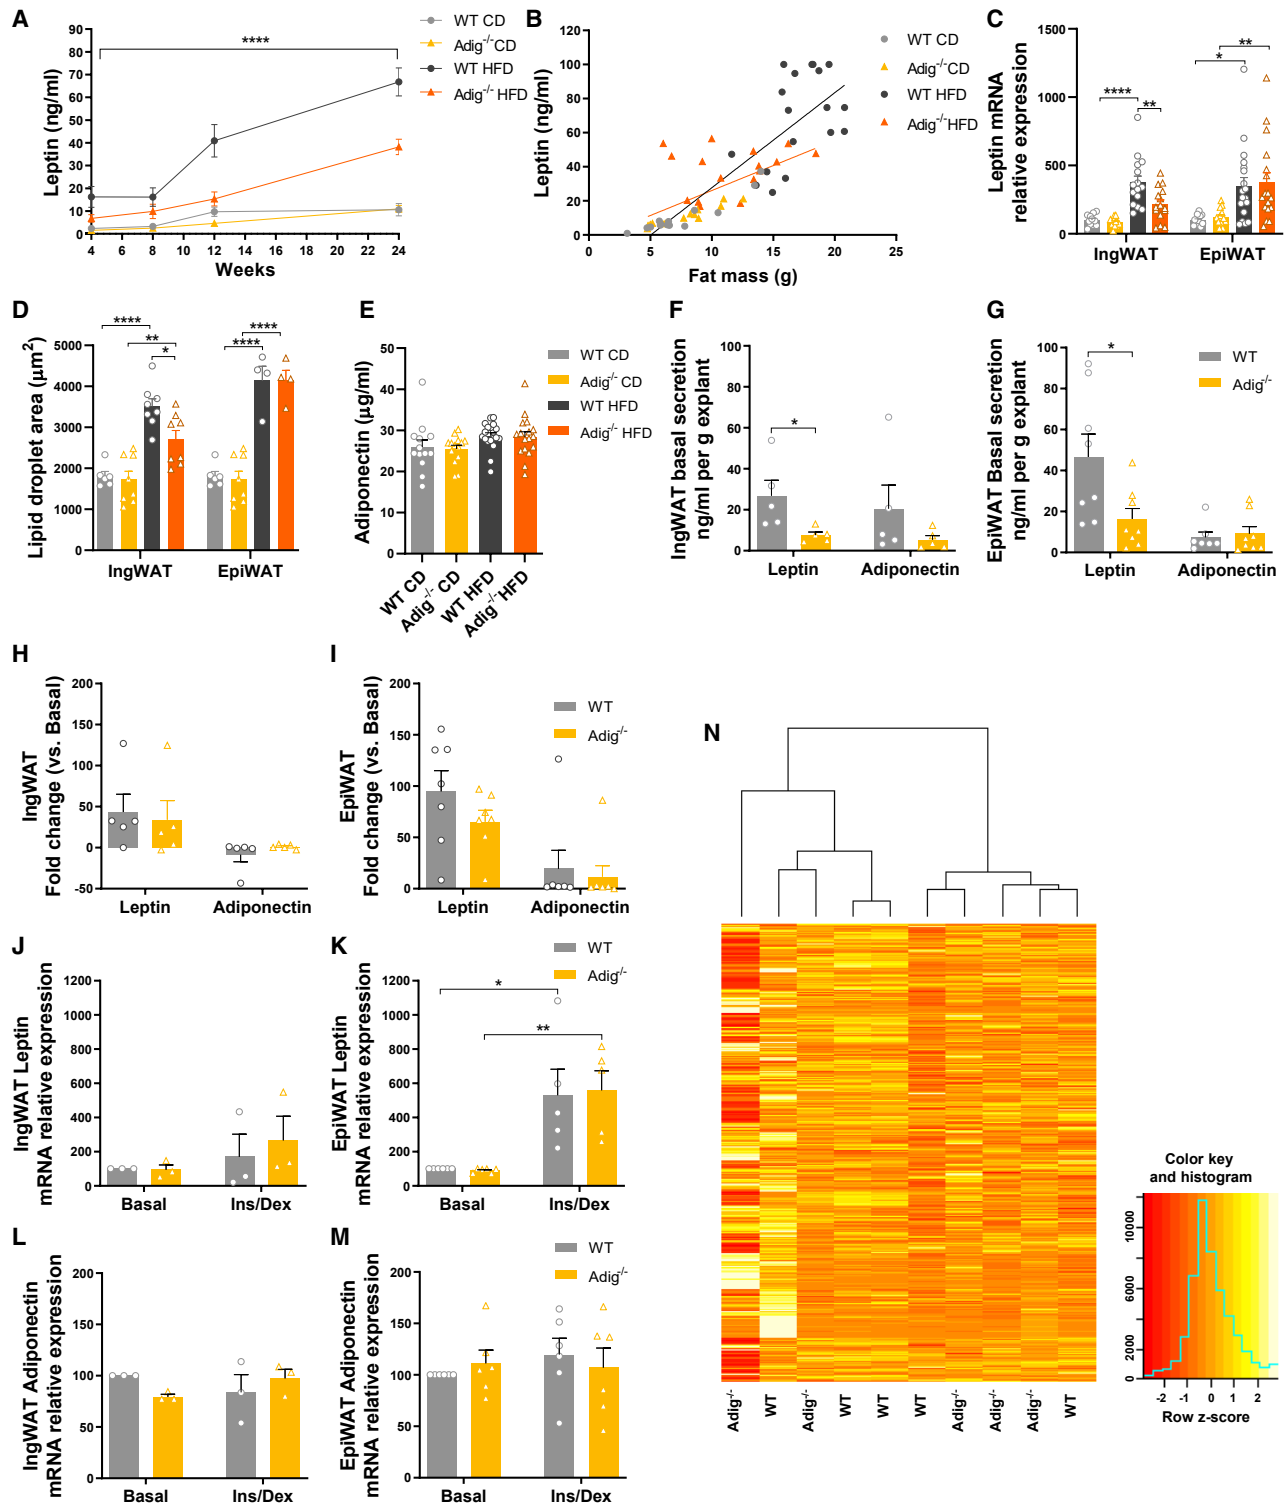 A
Leptin (ng/ml)
90
80
70
60
50
40
30
20
10
0
4
8
12
16
20
24
Weeks
****
WT CD
Adig-/-CD
WT HFD
Adig-/- HFD
B
Leptin (ng/ml)
120
100
80
60
40
20
0
0
5
10
15
20
25
Fat mass (g)
WT CD
Adig-/-CD
WT HFD
Adig-/-HFD
C
Leptin mRNA
relative expression
1500
1000
500
0
****
**
*
**
IngWAT
EpiWAT
D
Lipid droplet area (μm2)
5000
4000
3000
2000
1000
0
****
**
*
****
****
IngWAT
EpiWAT
E
Adiponectin (μg/ml)
50
40
30
20
10
0
WT CD
Adig-/- CD
WT HFD
Adig-/-HFD
WT CD
Adig-/- CD
WT HFD
Adig-/- HFD
F
IngWAT basal secretion
ng/ml per g explant
100
80
60
40
20
0
*
Leptin
Adiponectin
G
EpiWAT Basal secretion
ng/ml per g explant
100
80
60
40
20
0
*
Leptin
Adiponectin
WT
Adig-/-
H
IngWAT
Fold change (vs. Basal)
200
150
100
50
0
-50
Leptin
Adiponectin
I
EpiWAT
Fold change (vs. Basal)
200
150
100
50
0
Leptin
Adiponectin
WT
Adig-/-
J
IngWAT Leptin
mRNA relative expression
1200
1000
800
600
400
200
0
Basal
Ins/Dex
K
EpiWAT Leptin
mRNA relative expression
1200
1000
800
600
400
200
0
*
**
Basal
Ins/Dex
WT
Adig-/-
L
IngWAT Adiponectin
mRNA relative expression
200
150
100
50
0
Basal
Ins/Dex
M
EpiWAT Adiponectin
mRNA relative expression
200
150
100
50
0
Basal
Ins/Dex
WT
Adig-/-
N
Adig-/-
WT
Adig-/-
WT
WT
WT
Adig-/-
Adig-/-
Adig-/-
WT
Color key
and histogram
10000
6000
2000
0
-2
-1
0
1
2
Row z-score